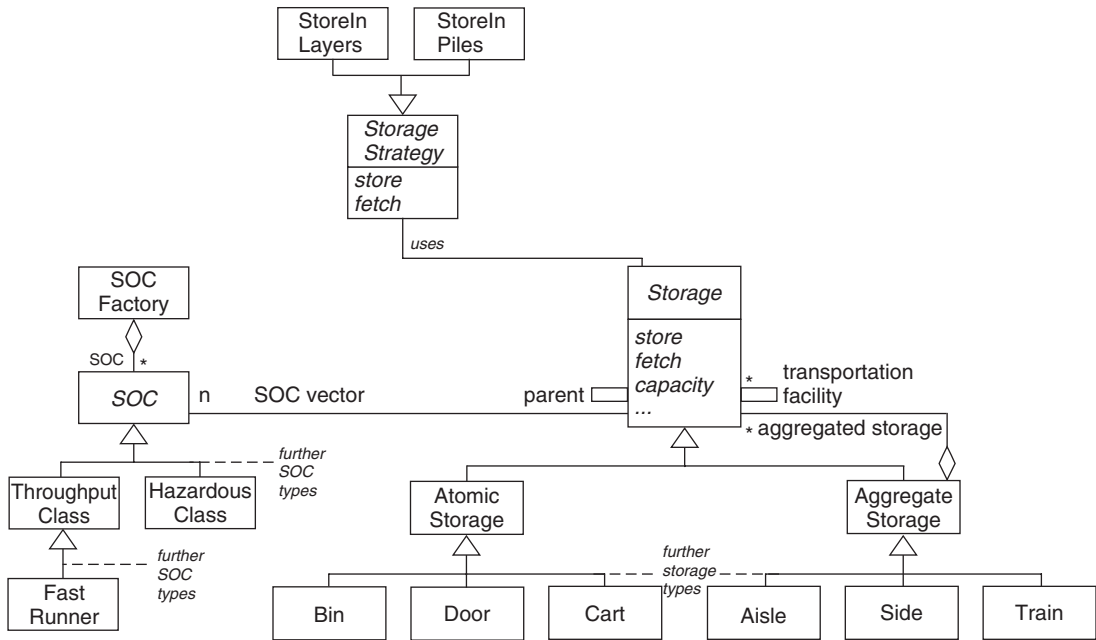 StoreIn
Layers
StoreIn
Piles
Storage
Strategy
store
fetch
uses
SOC
Factory
SOC
*
SOC
n
SOC vector
Storage
store
fetch
capacity
...
parent
*
transportation
facility
* aggregated storage
further
SOC
types
Throughput
Class
Hazardous
Class
Atomic
Storage
Aggregate
Storage
further
SOC
types
further
storage
types
Fast
Runner
Bin
Door
Cart
Aisle
Side
Train